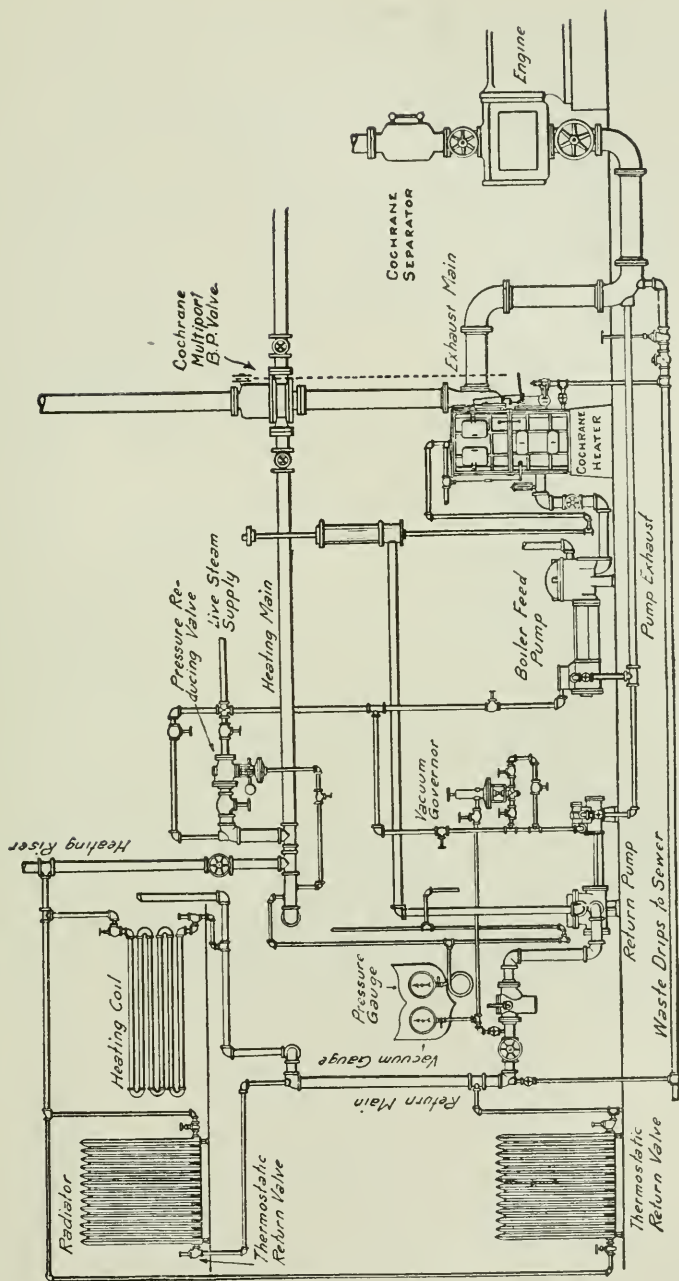 Radiator
Thermostatic
Return Valve
Heating Coil
Heating Riser
Pressure Re-
ducing Valve
Live Steam
Supply
Heating Main
Cochrane
Multiport
B.P. Valve
COCHRANE
SEPARATOR
Engine
Exhaust Main
COCHRANE
HEATER
Boiler Feed
Pump
Pump Exhaust
Vacuum
Governor
Pressure
Gauge
Vacuum Gauge
Return Main
Return Pump
Waste Drips to Sewer
Thermostatic
Return Valve